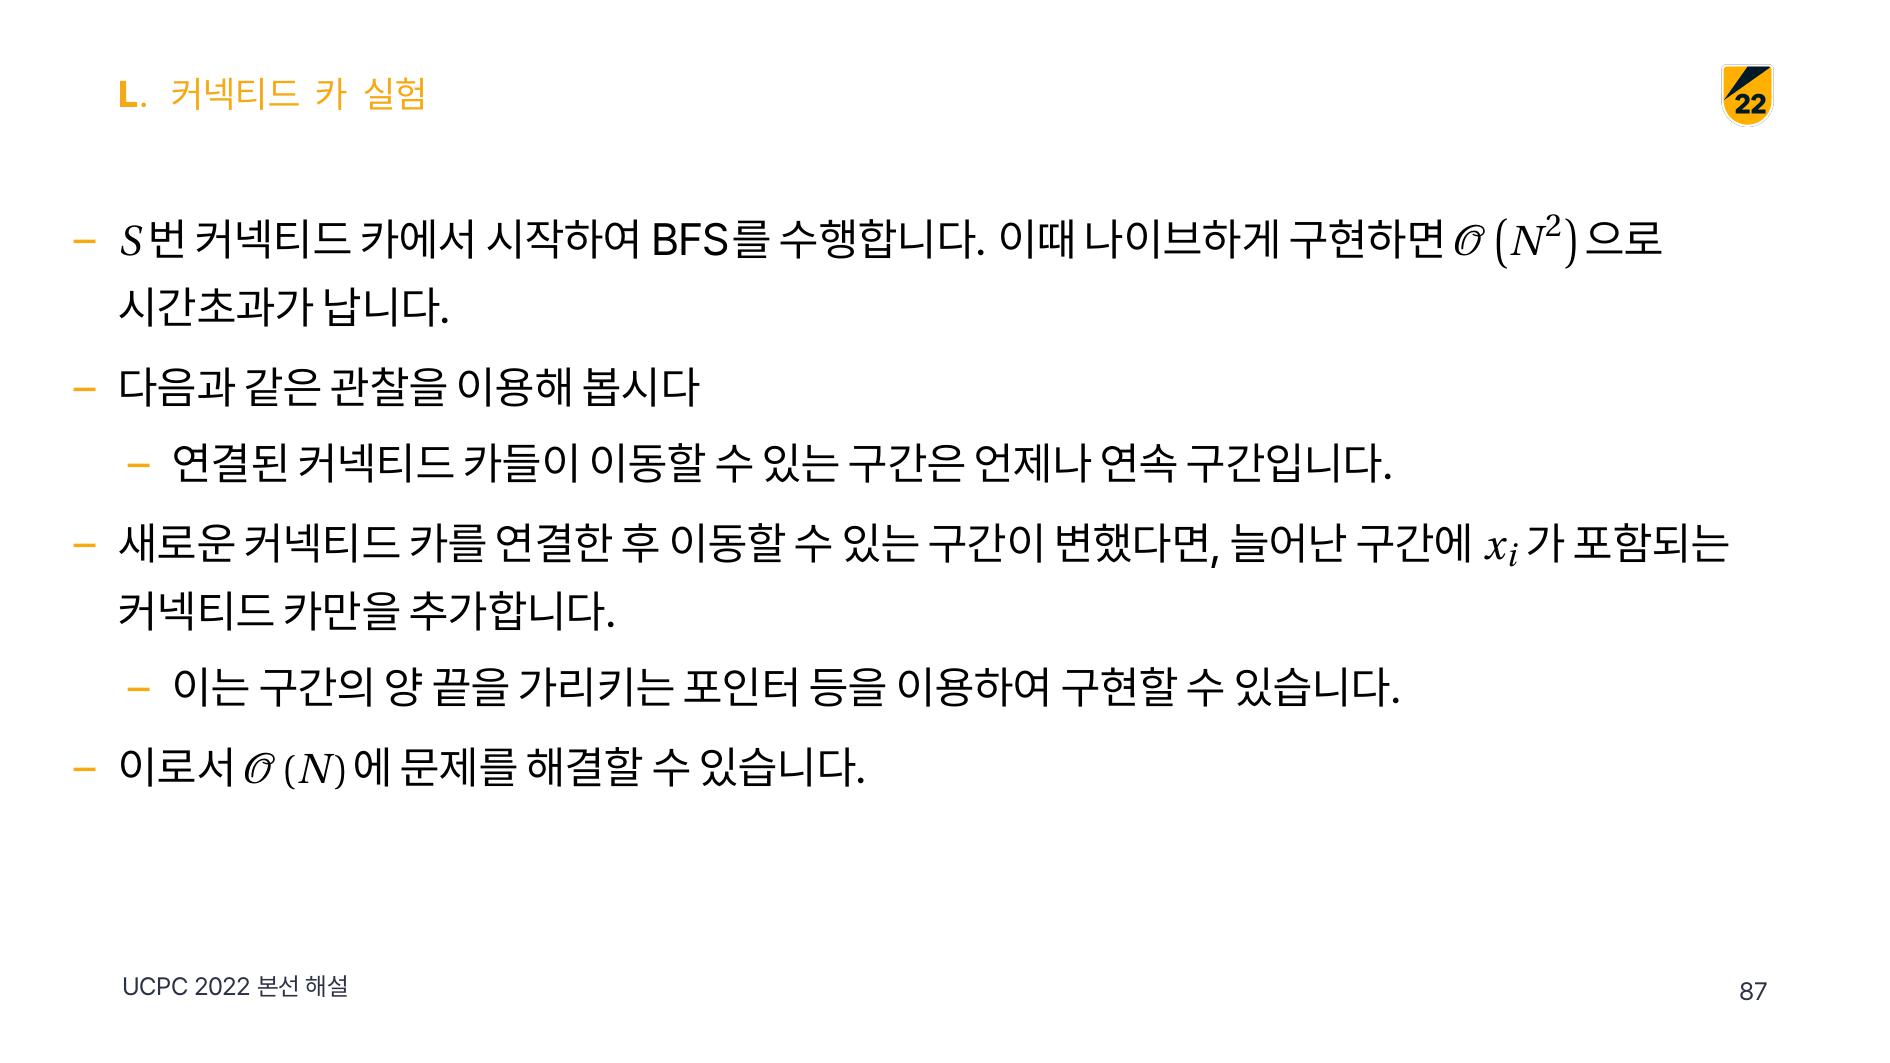 L. 커넥티드 카 실험
22
– S번 커넥티드 카에서 시작하여 BFS를 수행합니다. 이때 나이브하게 구현하면 𝒪(N²)으로
시간초과가 납니다.
– 다음과 같은 관찰을 이용해 봅시다
– 연결된 커넥티드 카들이 이동할 수 있는 구간은 언제나 연속 구간입니다.
– 새로운 커넥티드 카를 연결한 후 이동할 수 있는 구간이 변했다면, 늘어난 구간에 xᵢ가 포함되는
커넥티드 카만을 추가합니다.
– 이는 구간의 양 끝을 가리키는 포인터 등을 이용하여 구현할 수 있습니다.
– 이로서 𝒪(N)에 문제를 해결할 수 있습니다.
UCPC 2022 본선 해설
87